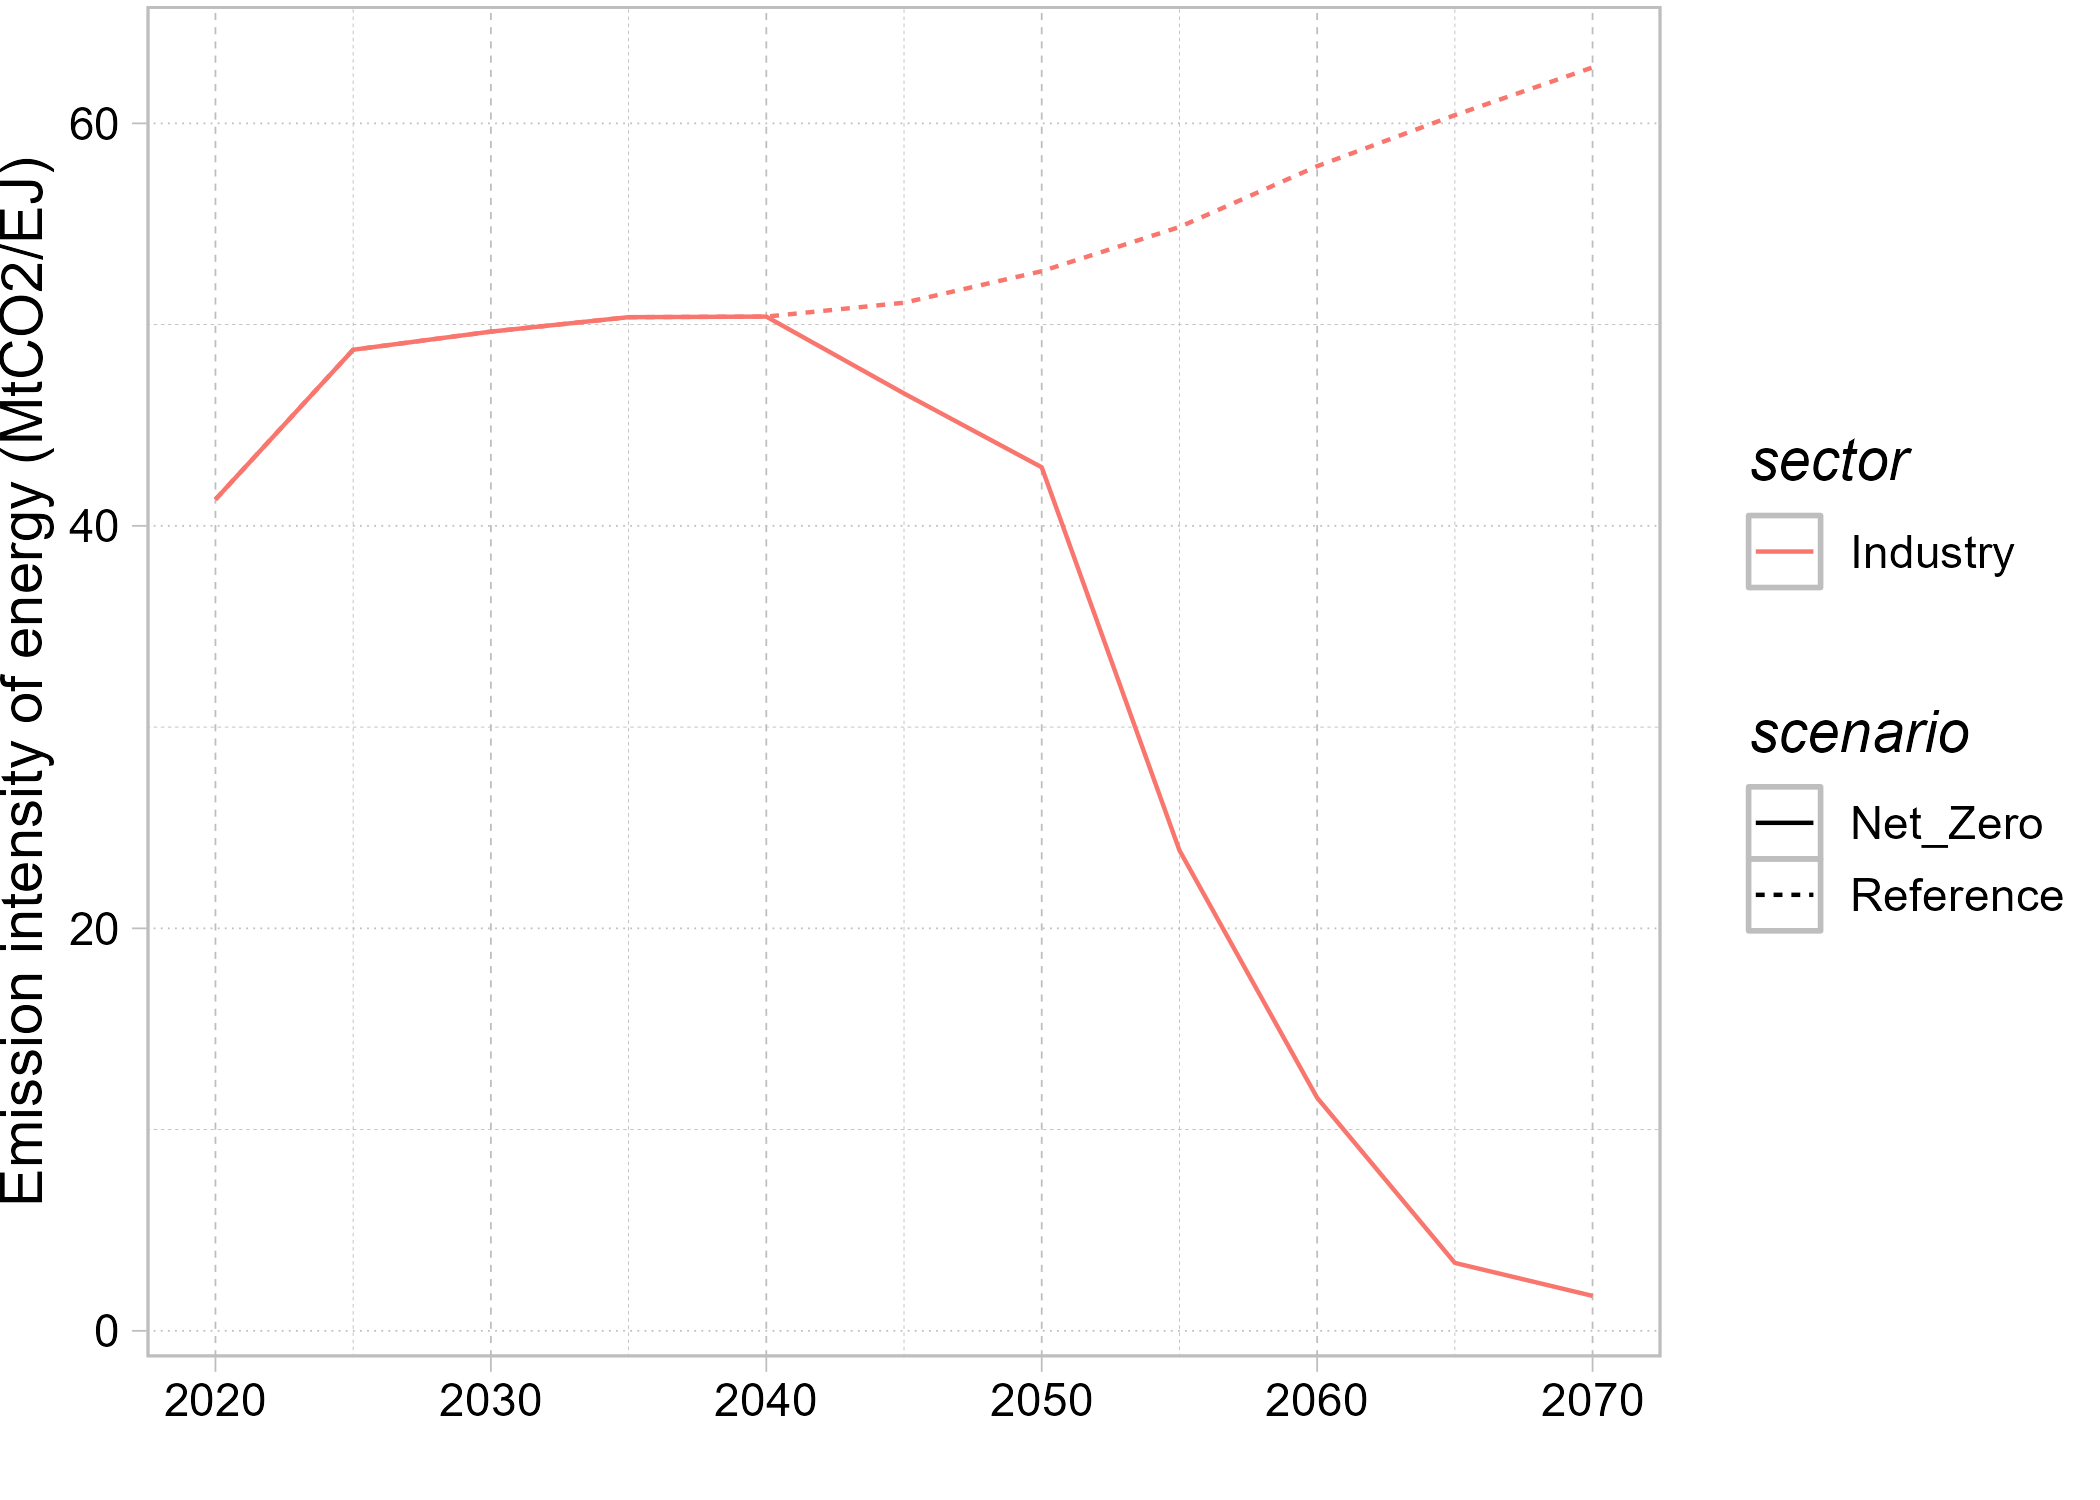 Emission intensity of energy (MtCO2/EJ)
60
40
20
0
2020 2030 2040 2050 2060 2070
sector
Industry
scenario
Net_Zero
Reference